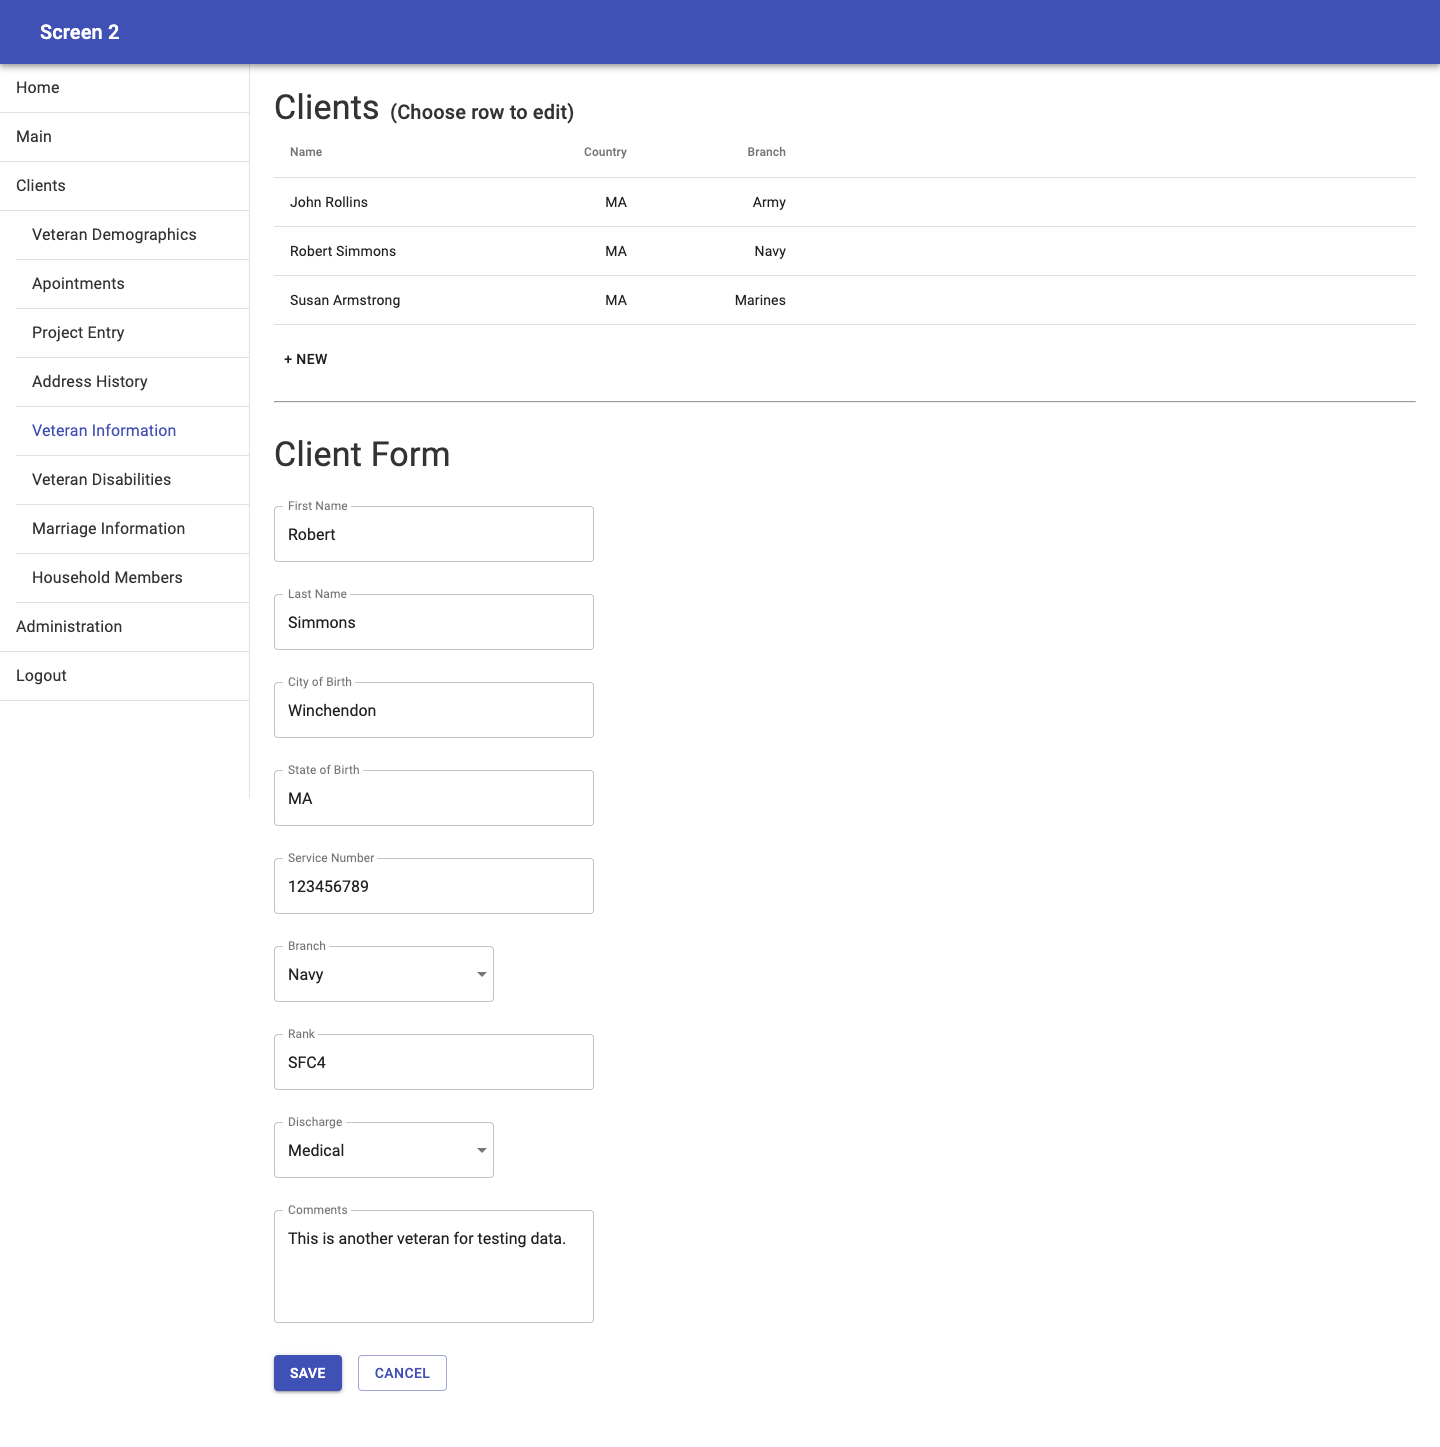 Screen 2
Home
Main
Clients
Veteran Demographics
Apointments
Project Entry
Address History
Veteran Information
Veteran Disabilities
Marriage Information
Household Members
Administration
Logout
Clients (Choose row to edit)
Name Country Branch
John Rollins MA Army
Robert Simmons MA Navy
Susan Armstrong MA Marines
+ NEW
Client Form
First Name
Robert
Last Name
Simmons
City of Birth
Winchendon
State of Birth
MA
Service Number
123456789
Branch
Navy
Rank
SFC4
Discharge
Medical
Comments
This is another veteran for testing data.
SAVE CANCEL